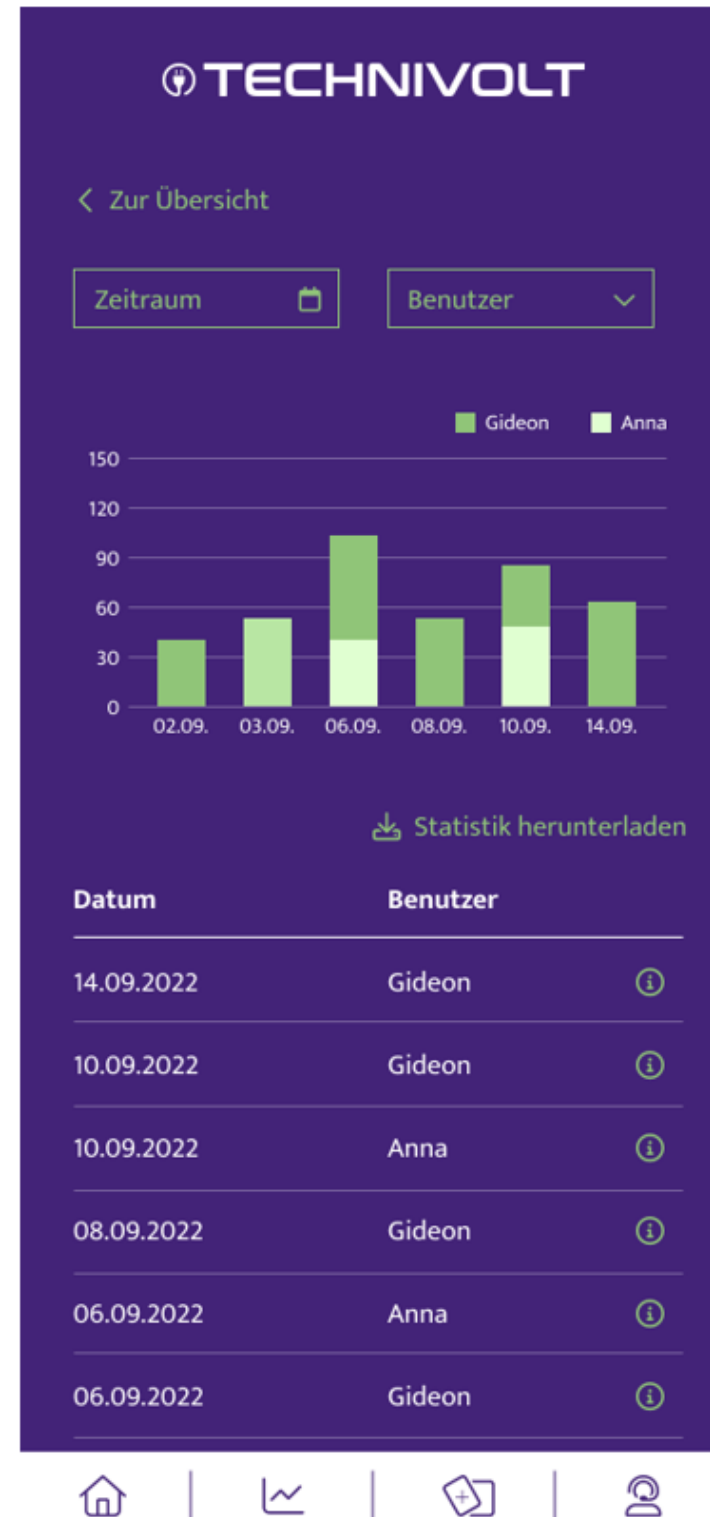 TECHNIVOLT
Zur Übersicht
Zeitraum Benutzer
Gideon Anna
150
120
90
60
30
0
02.09. 03.09. 06.09. 08.09. 10.09. 14.09.
Statistik herunterladen
Datum Benutzer
14.09.2022 Gideon
10.09.2022 Gideon
10.09.2022 Anna
08.09.2022 Gideon
06.09.2022 Anna
06.09.2022 Gideon